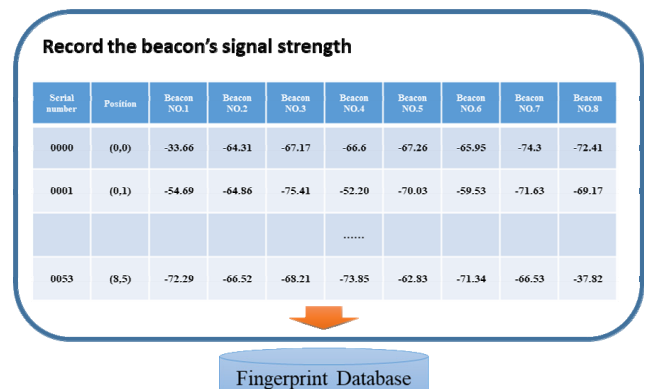 Record the beacon's signal strength
Serial number Position Beacon NO.1 Beacon NO.2 Beacon NO.3 Beacon NO.4 Beacon NO.5 Beacon NO.6 Beacon NO.7 Beacon NO.8
0000 (0,0) -33.66 -64.31 -67.17 -66.6 -67.26 -65.95 -74.3 -72.41
0001 (0,1) -54.69 -64.86 -75.41 -52.20 -70.03 -59.53 -71.63 -69.17
......
0053 (8,5) -72.29 -66.52 -68.21 -73.85 -62.83 -71.34 -66.53 -37.82
Fingerprint Database